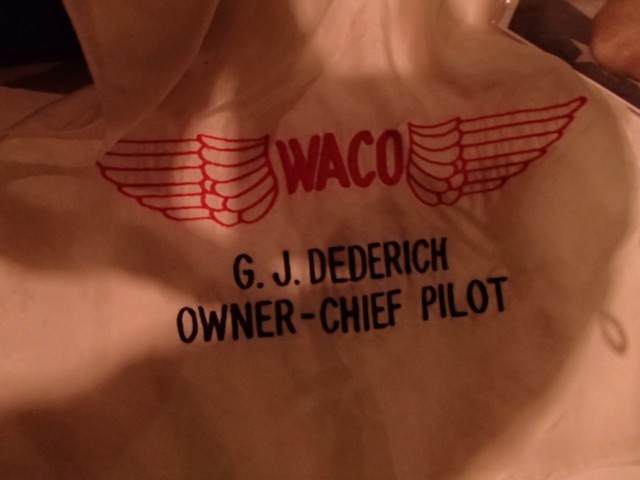 WACO
G. J. DEDERICH
OWNER-CHIEF PILOT